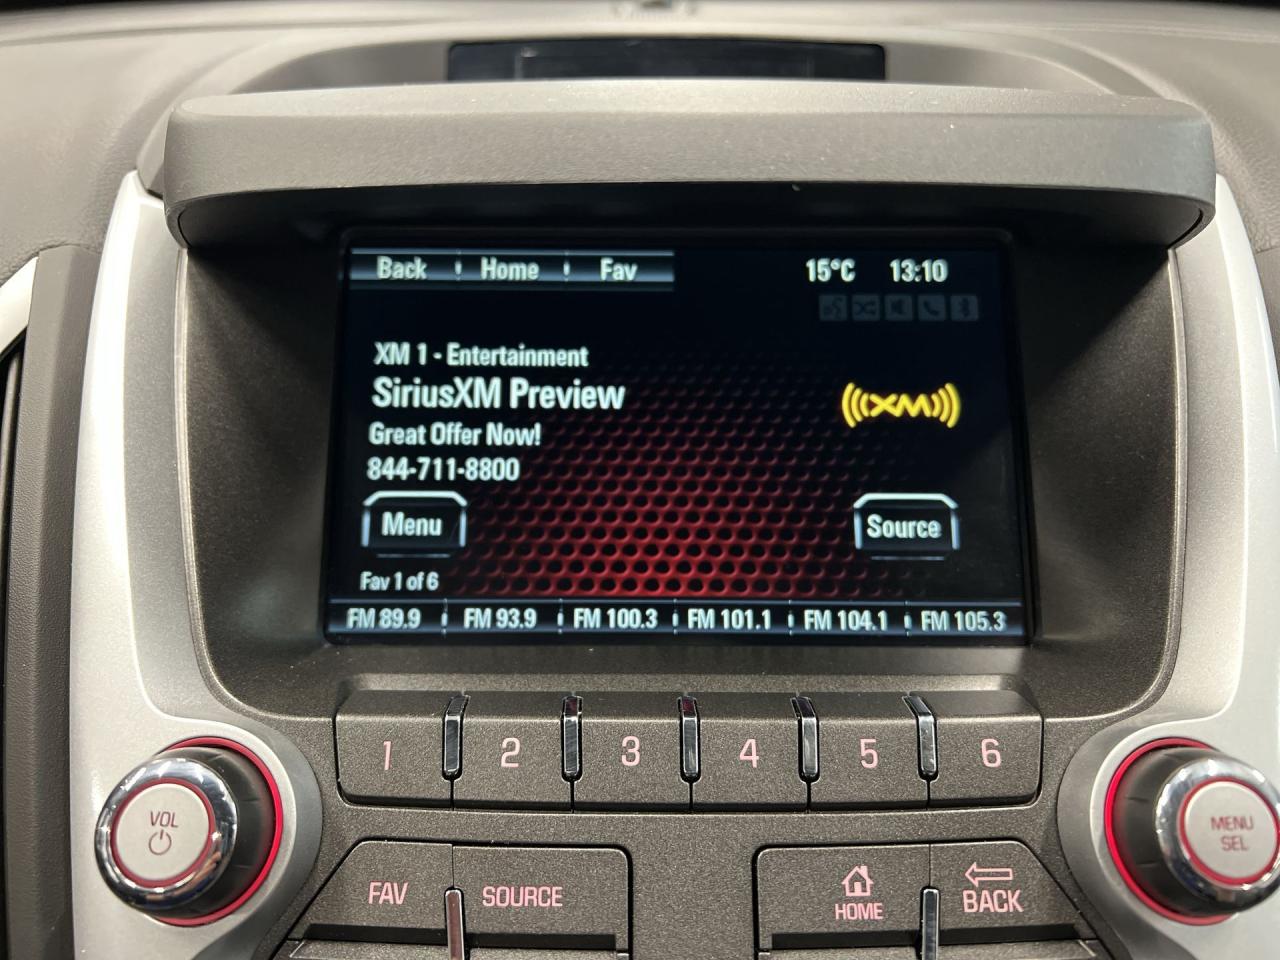 Back Home Fav 15°C 13:10
XM 1 - Entertainment
SiriusXM Preview
((XM))
Great Offer Now!
844-711-8800
Menu Source
Fav 1 of 6
FM 89.9 FM 93.9 FM 100.3 FM 101.1 FM 104.1 FM 105.3
1 2 3 4 5 6
VOL
MENU
SEL
FAV SOURCE
HOME BACK